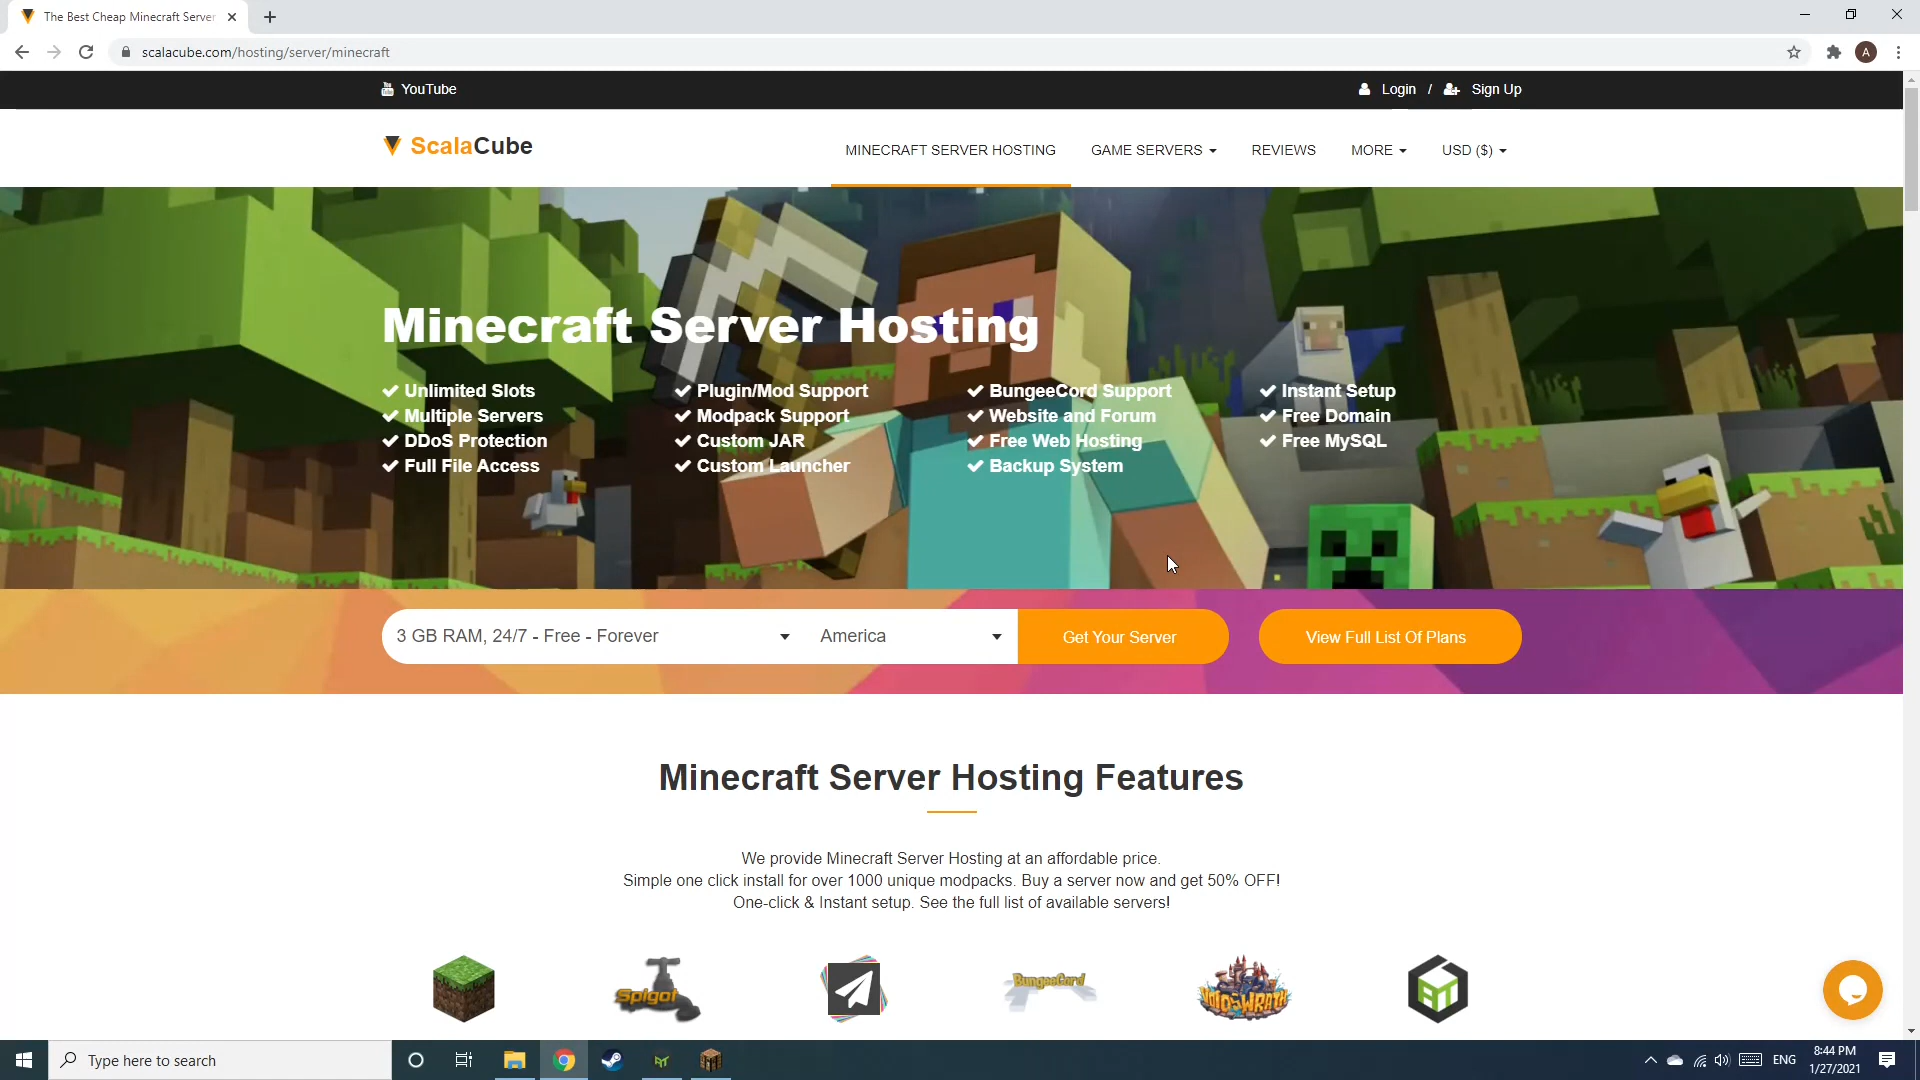 The Best Cheap Minecraft Server
scalacube.com/hosting/server/minecraft
A
YouTube
Login / Sign Up
ScalaCube
MINECRAFT SERVER HOSTING
GAME SERVERS
REVIEWS
MORE
USD ($)
Minecraft Server Hosting
Unlimited Slots
Plugin/Mod Support
BungeeCord Support
Instant Setup
Multiple Servers
Modpack Support
Website and Forum
Free Domain
DDoS Protection
Custom JAR
Free Web Hosting
Free MySQL
Full File Access
Custom Launcher
Backup System
3 GB RAM, 24/7 - Free - Forever
America
Get Your Server
View Full List Of Plans
Minecraft Server Hosting Features
We provide Minecraft Server Hosting at an affordable price.
Simple one click install for over 1000 unique modpacks. Buy a server now and get 50% OFF!
One-click & Instant setup. See the full list of available servers!
Spigot
BungeeCord
VOIDSWRATH
Type here to search
ENG
8:44 PM
1/27/2021